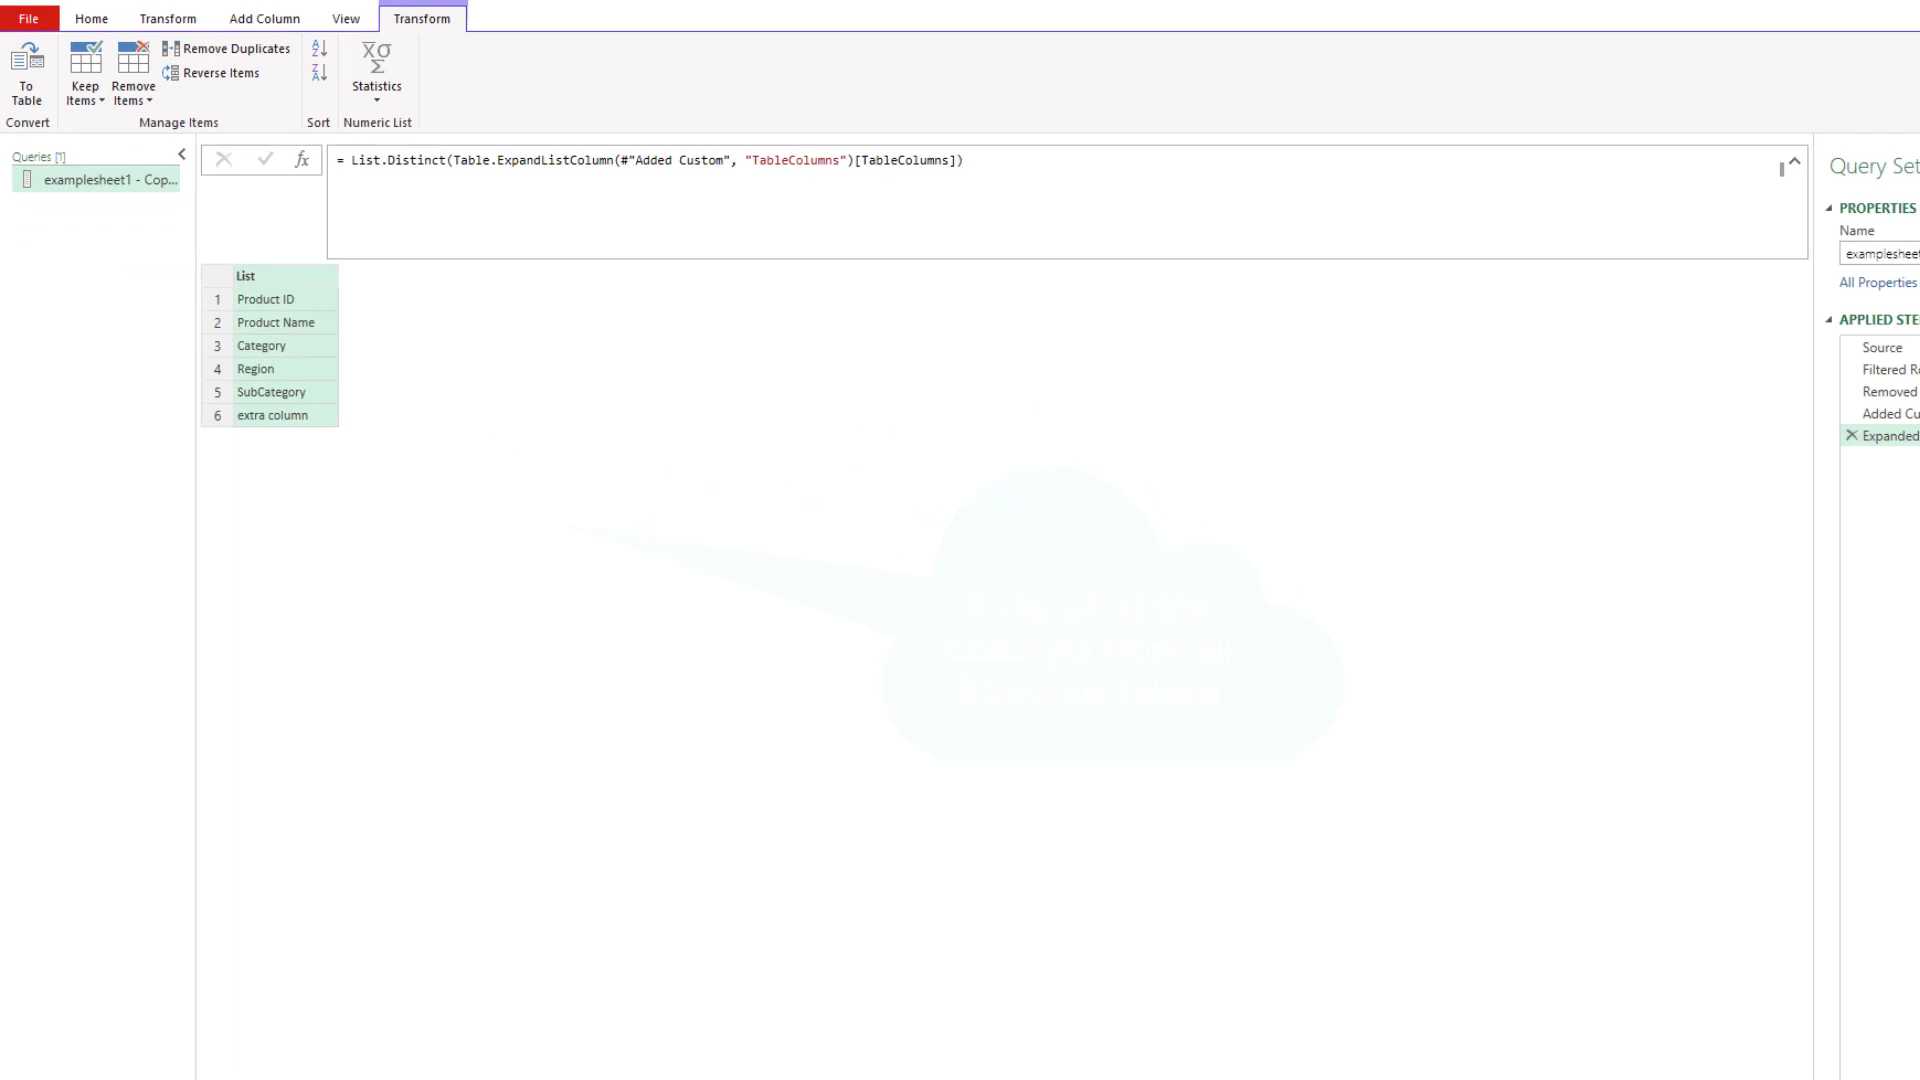 File Home Transform Add Column View Transform
To Table
Keep Items
Remove Items
Remove Duplicates
Reverse Items
Statistics
Convert Manage Items Sort Numeric List
Queries [1]
examplesheet1 - Cop...
fx
= List.Distinct(Table.ExpandListColumn(#"Added Custom", "TableColumns")[TableColumns])
List
1 Product ID
2 Product Name
3 Category
4 Region
5 SubCategory
6 extra column
Query Set
PROPERTIES
Name
examplesheet
All Properties
APPLIED STE
Source
Filtered Ro
Removed
Added Cu
Expanded